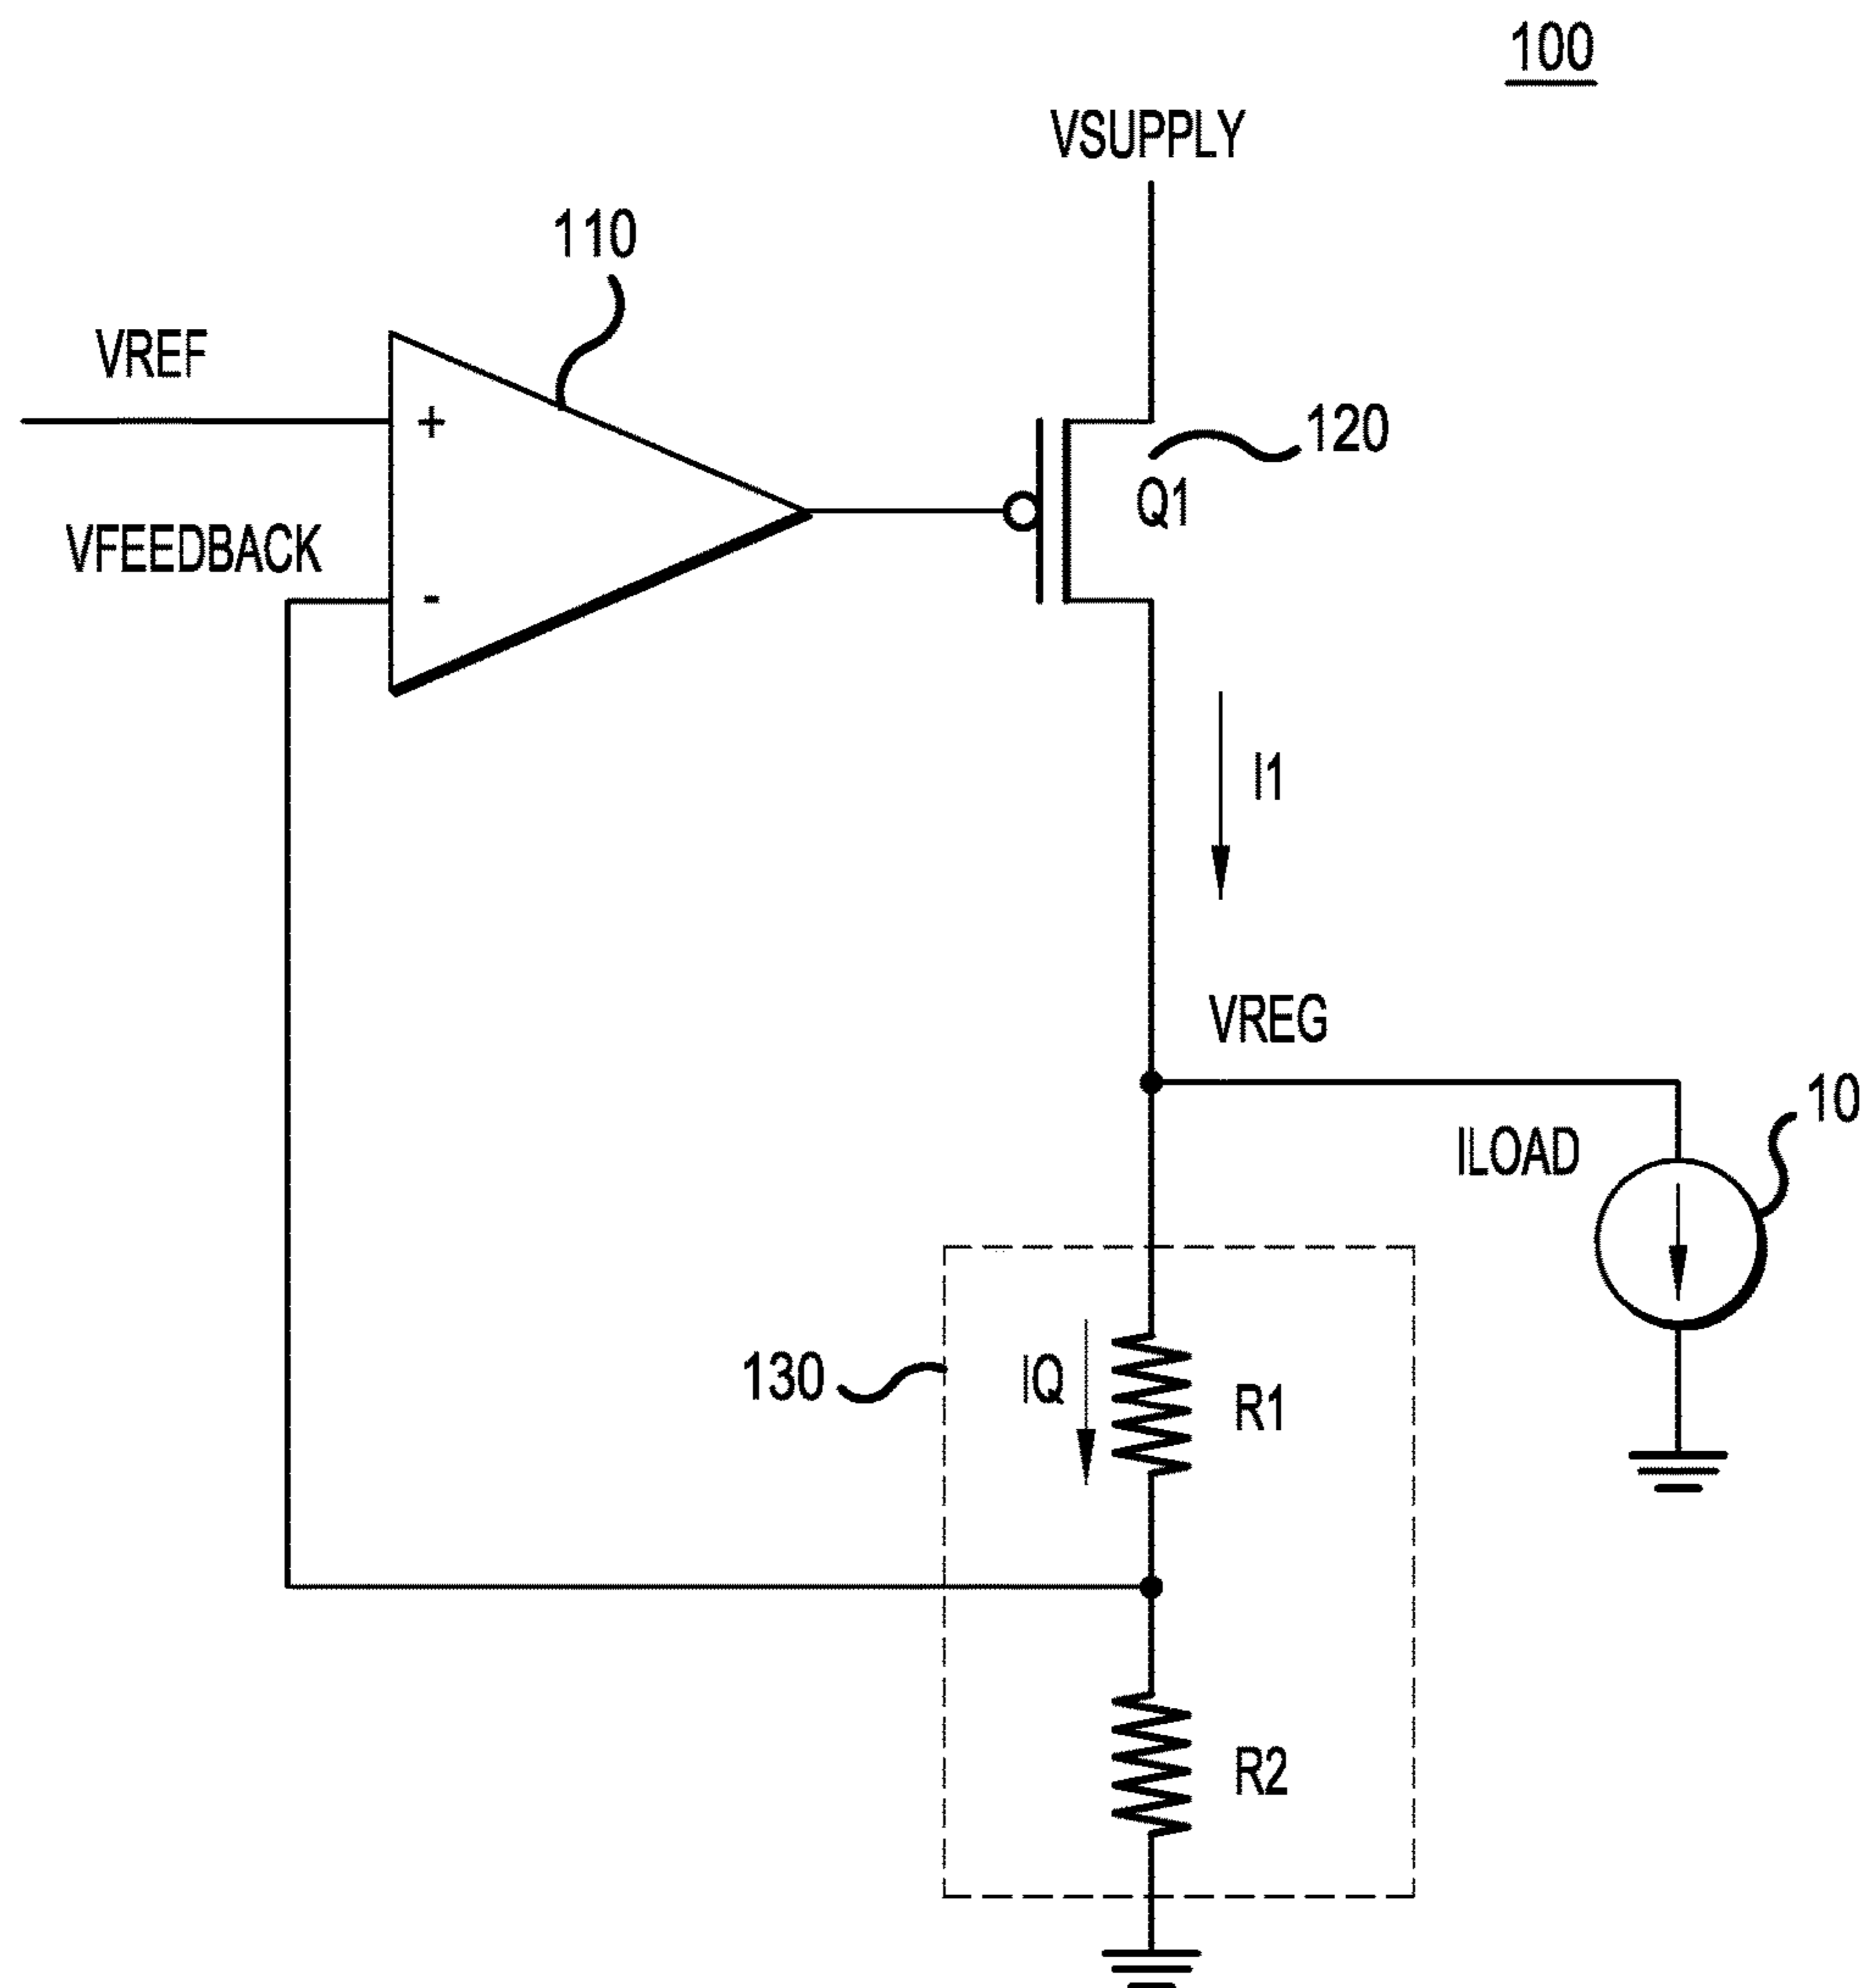 100
VSUPPLY
110
VREF
+
120
Q1
VFEEDBACK
-
I1
VREG
10
ILOAD
130
IQ
R1
R2